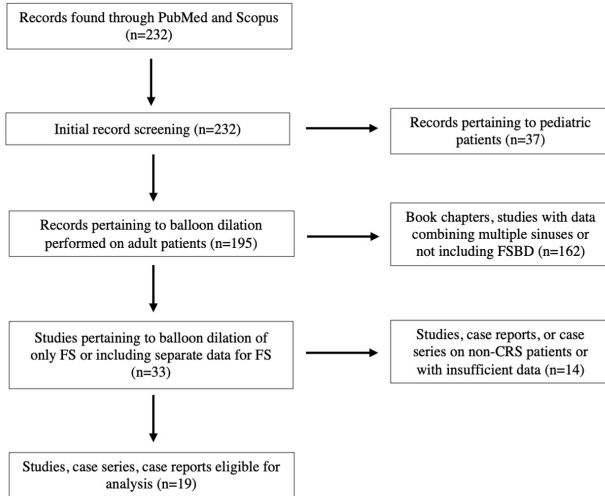 Records found through PubMed and Scopus
(n=232)
Initial record screening (n=232)
Records pertaining to pediatric
patients (n=37)
Records pertaining to balloon dilation
performed on adult patients (n=195)
Book chapters, studies with data
combining multiple sinuses or
not including FSBD (n=162)
Studies pertaining to balloon dilation of
only FS or including separate data for FS
(n=33)
Studies, case reports, or case
series on non-CRS patients or
with insufficient data (n=14)
Studies, case series, case reports eligible for
analysis (n=19)